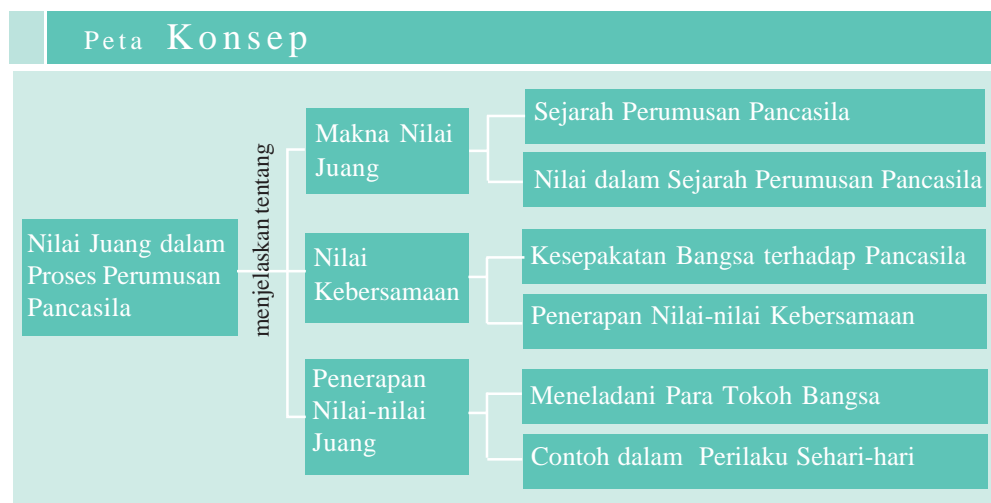 Peta Konsep
Nilai Juang dalam
Proses Perumusan
Pancasila
menjelaskan tentang
Makna Nilai
Juang
Sejarah Perumusan Pancasila
Nilai dalam Sejarah Perumusan Pancasila
Nilai
Kebersamaan
Kesepakatan Bangsa terhadap Pancasila
Penerapan Nilai-nilai Kebersamaan
Penerapan
Nilai-nilai
Juang
Meneladani Para Tokoh Bangsa
Contoh dalam Perilaku Sehari-hari